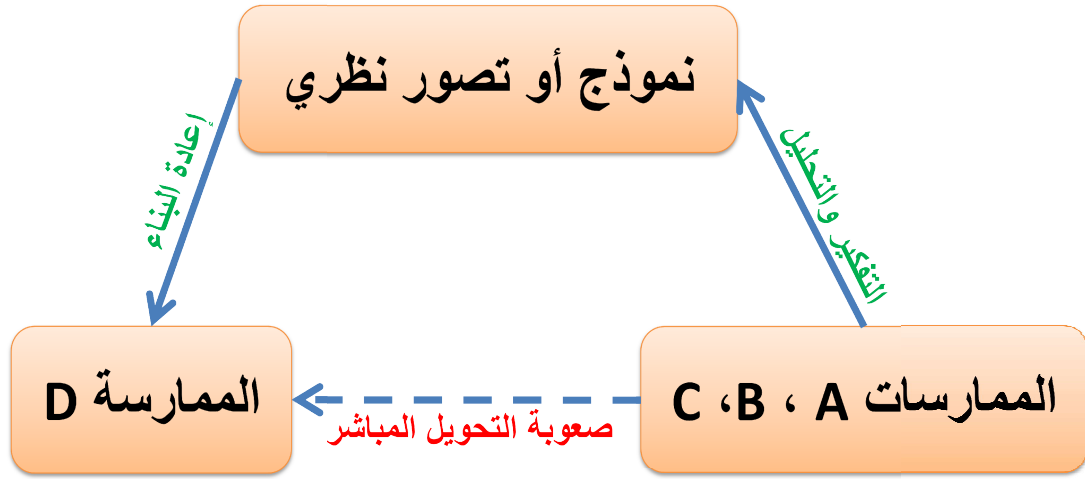 نموذج أو تصور نظري
التفكير والتحليل
إعادة البناء
الممارسات A ، B، C
صعوبة التحويل المباشر
الممارسة D